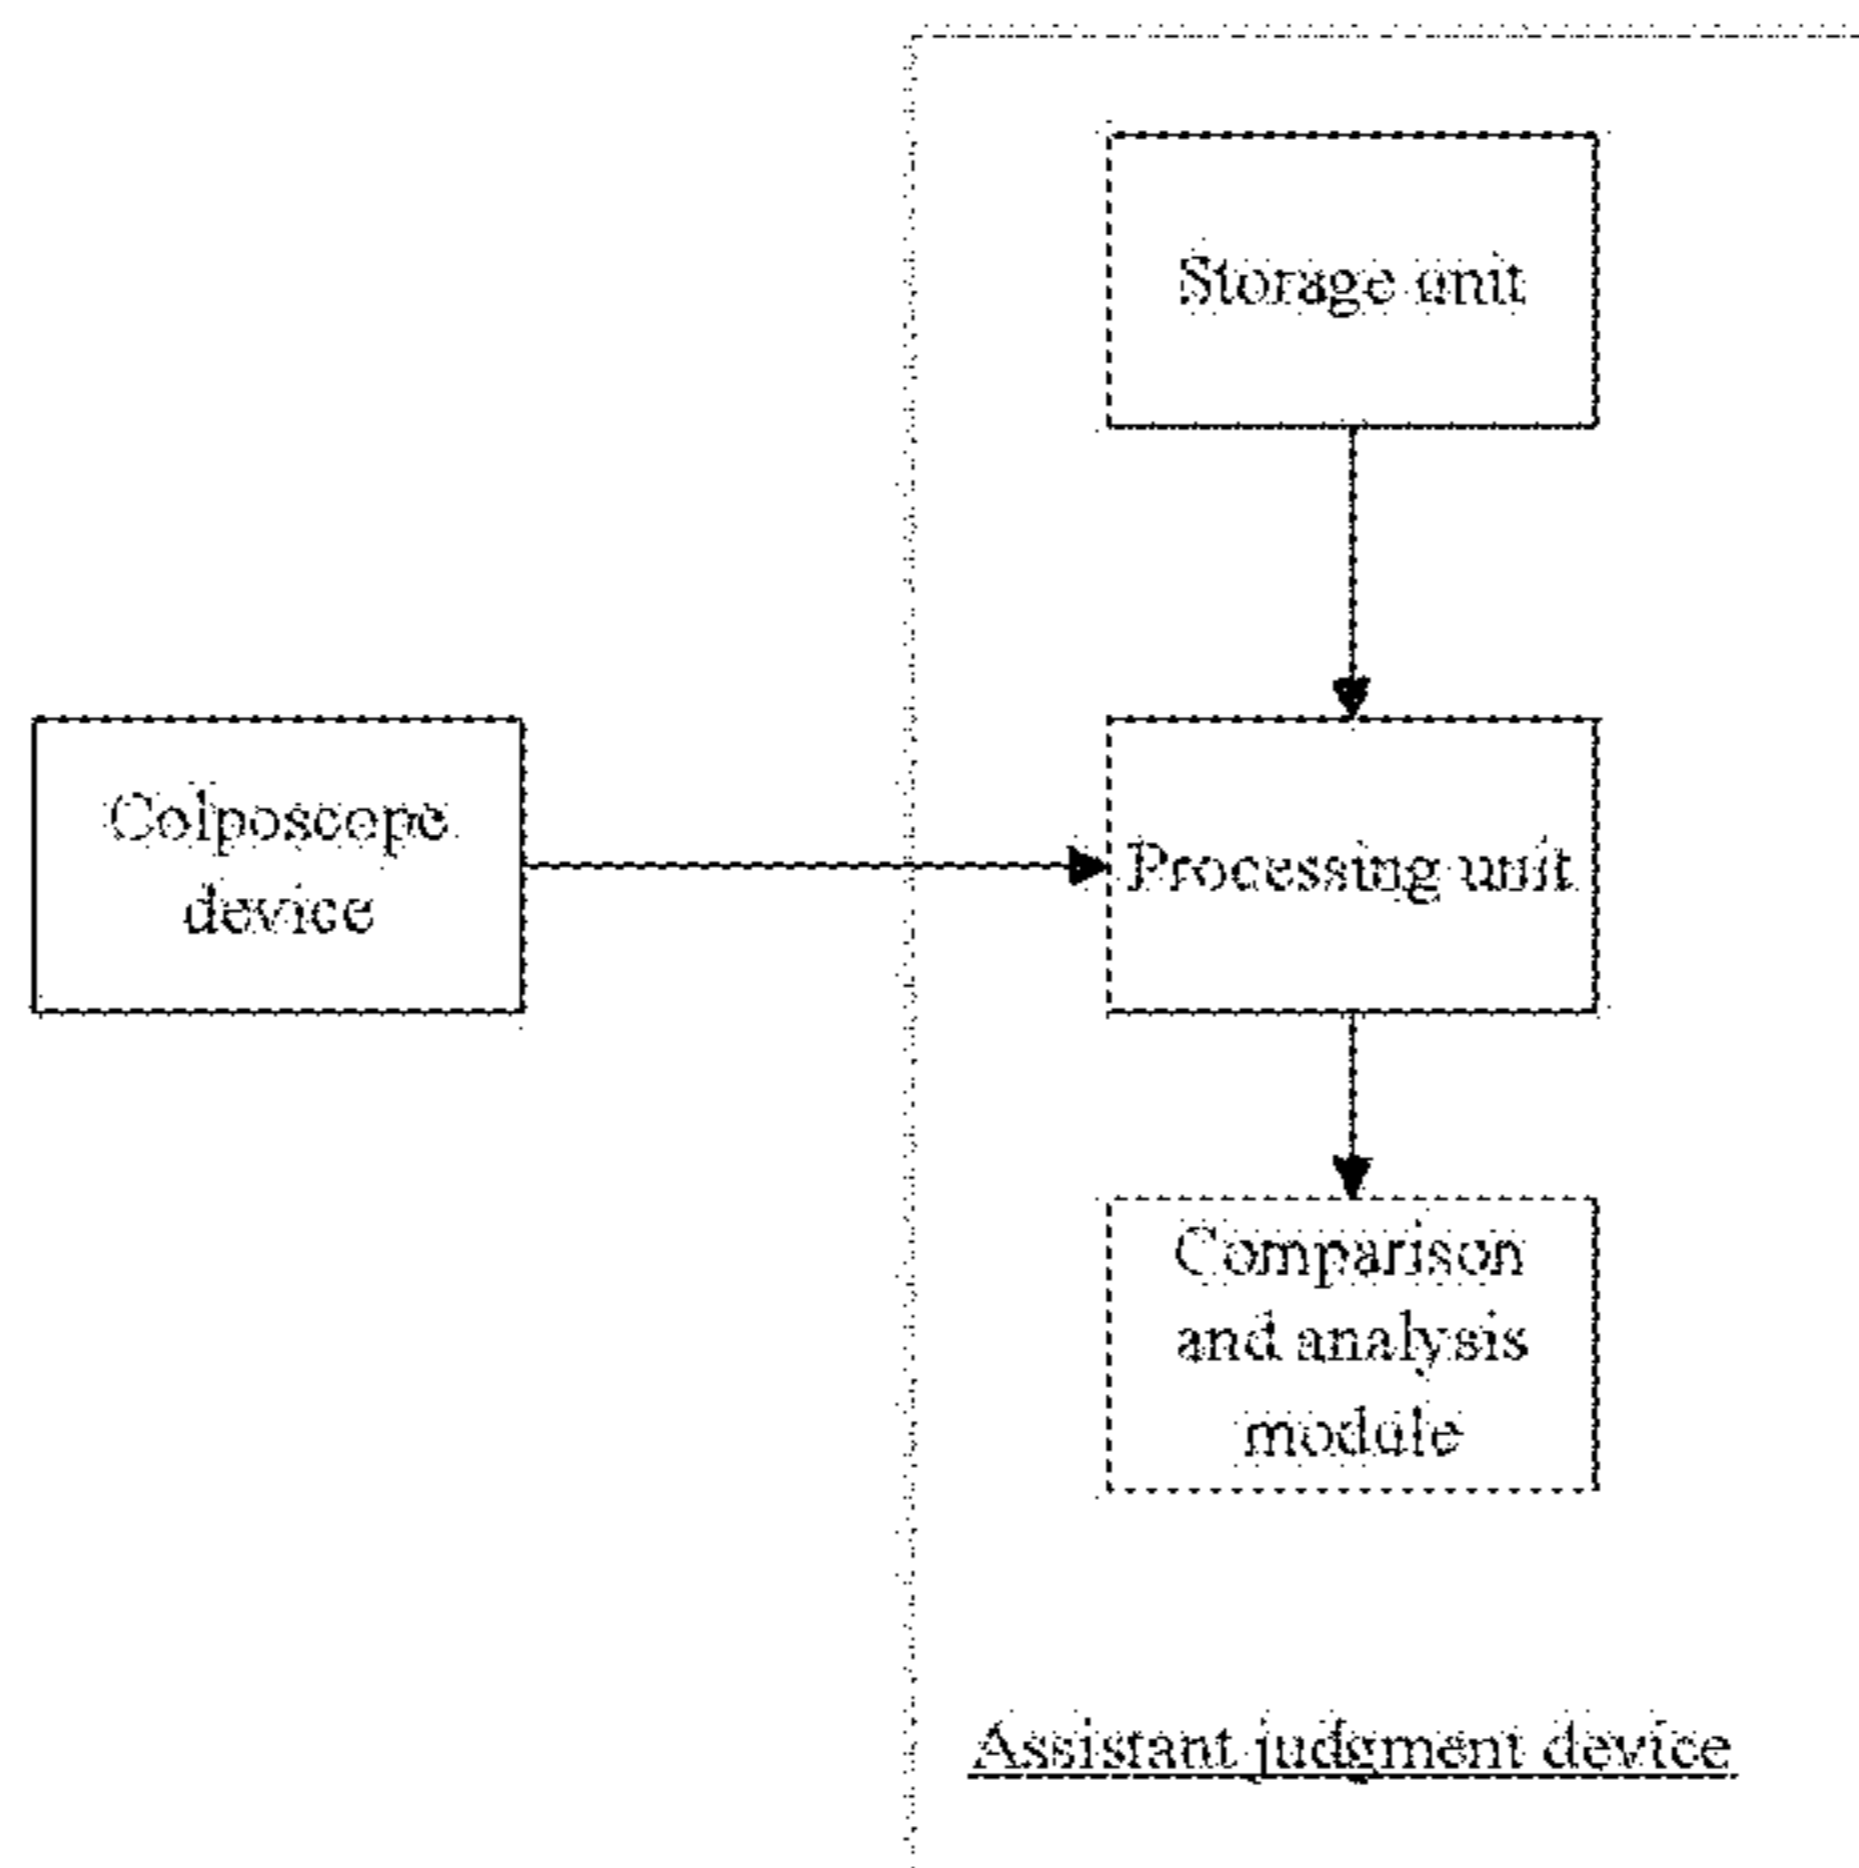 Storage unit
Colposcope
device
Processing unit
Comparison
and analysis
module
Assistant judgment device